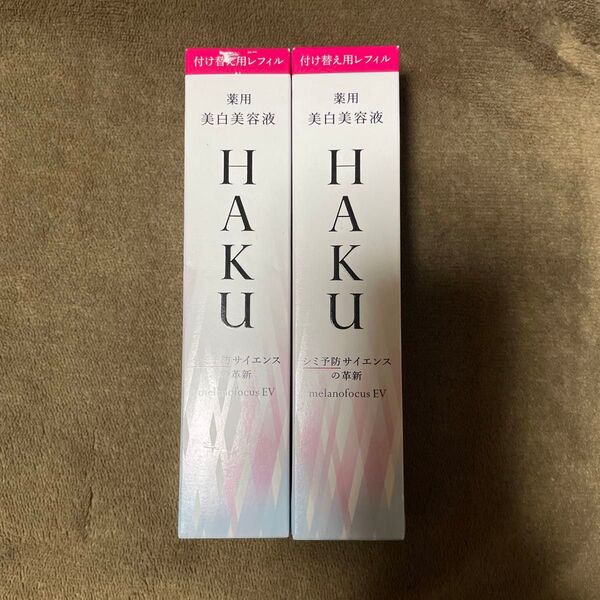 付け替え用レフィル
薬用
美白美容液
HAKU
シミ予防サイエンス
の革新
melanofocus EV
付け替え用レフィル
薬用
美白美容液
HAKU
シミ予防サイエンス
の革新
melanofocus EV